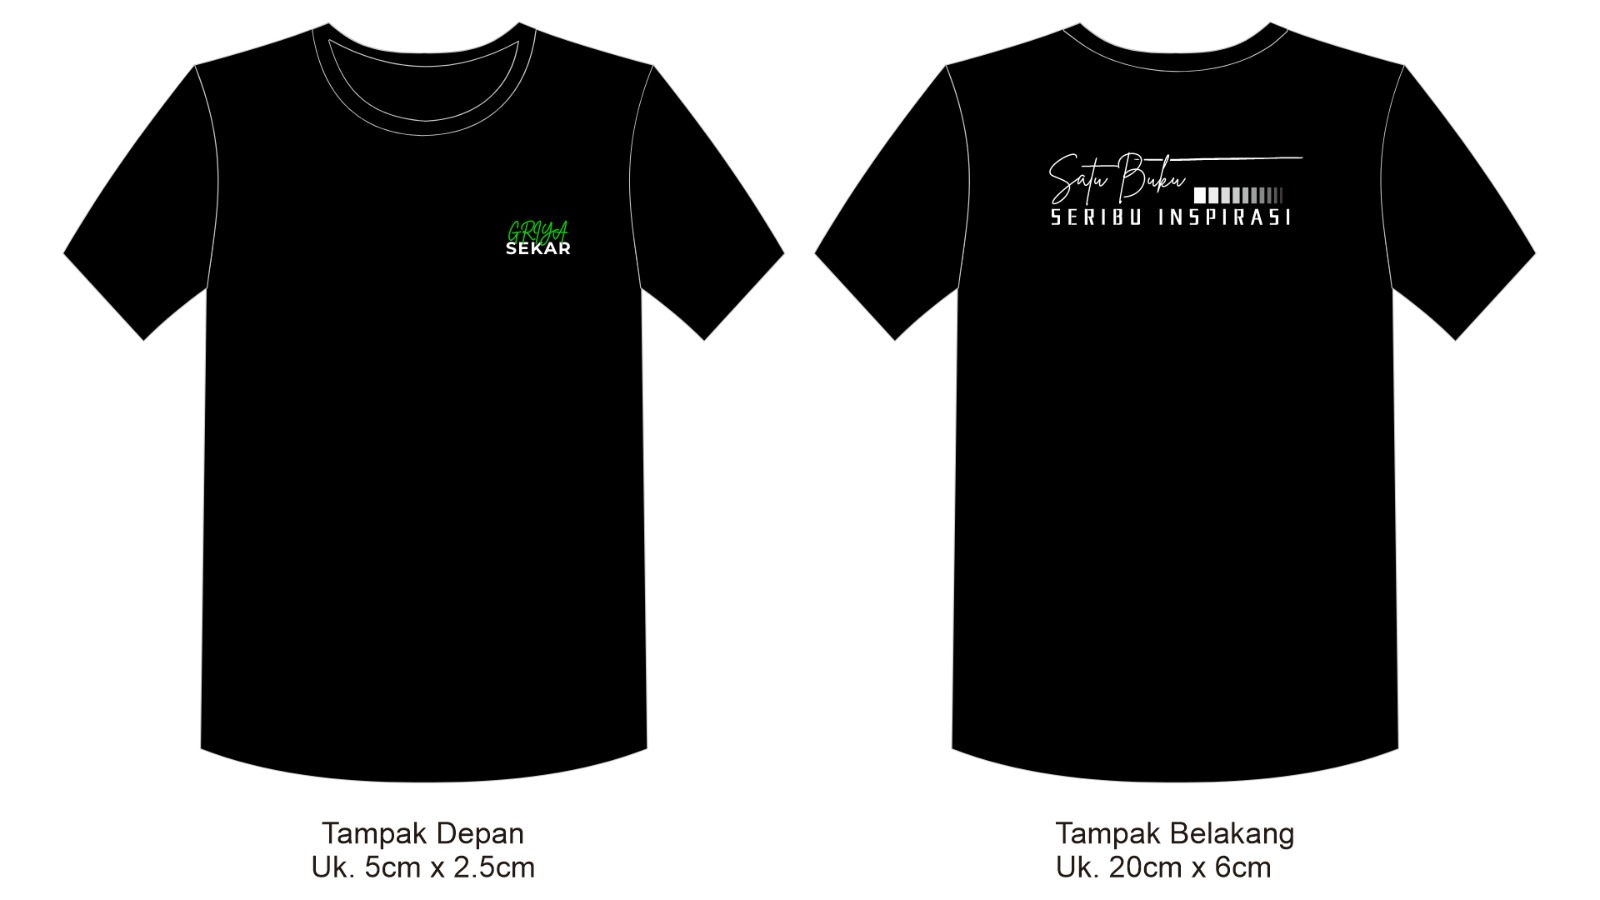 GRIYA
SEKAR
Satu Buku
SERIBU INSPIRASI
Tampak Depan
Uk. 5cm x 2.5cm
Tampak Belakang
Uk. 20cm x 6cm